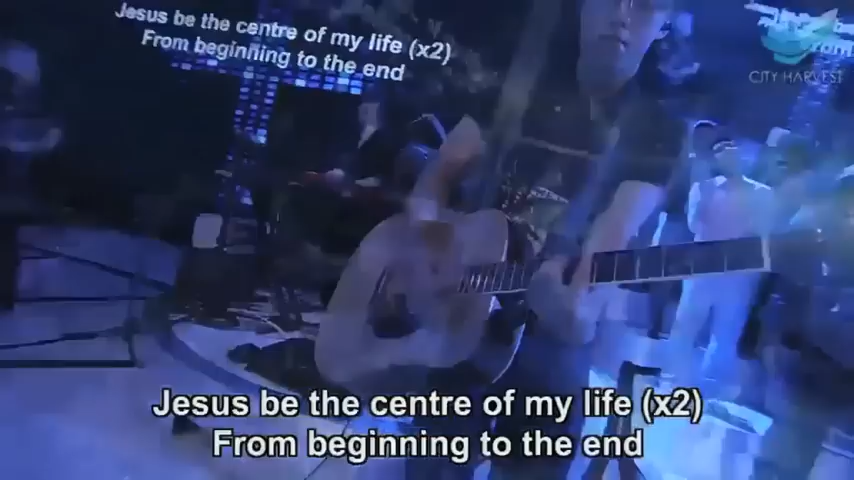 Jesus be the centre of my life (x2)
From beginning to the end
CITY HARVEST
Jesus be the centre of my life (x2)
From beginning to the end